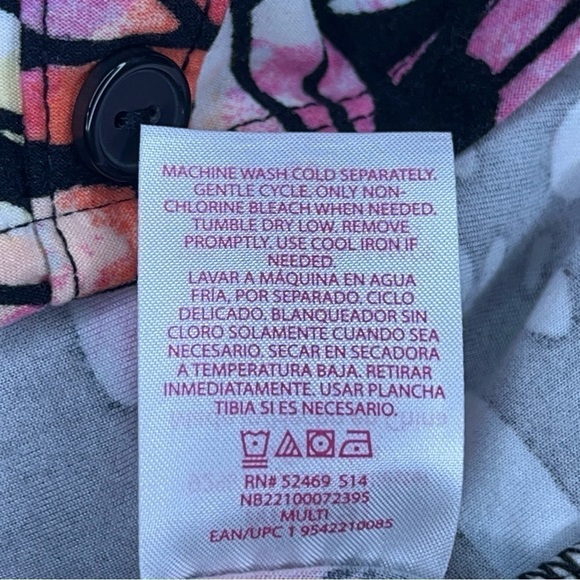 MACHINE WASH COLD SEPARATELY.
GENTLE CYCLE. ONLY NON-
CHLORINE BLEACH WHEN NEEDED.
TUMBLE DRY LOW. REMOVE
PROMPTLY. USE COOL IRON IF
NEEDED.
LAVAR A MÁQUINA EN AGUA
FRÍA, POR SEPARADO. CICLO
DELICADO. BLANQUEADOR SIN
CLORO SOLAMENTE CUANDO SEA
NECESARIO. SECAR EN SECADORA
A TEMPERATURA BAJA. RETIRAR
INMEDIATAMENTE. USAR PLANCHA
TIBIA SI ES NECESARIO.
RN# 52469 S14
NB22100072395
MULTI
EAN/UPC 1 9542210085